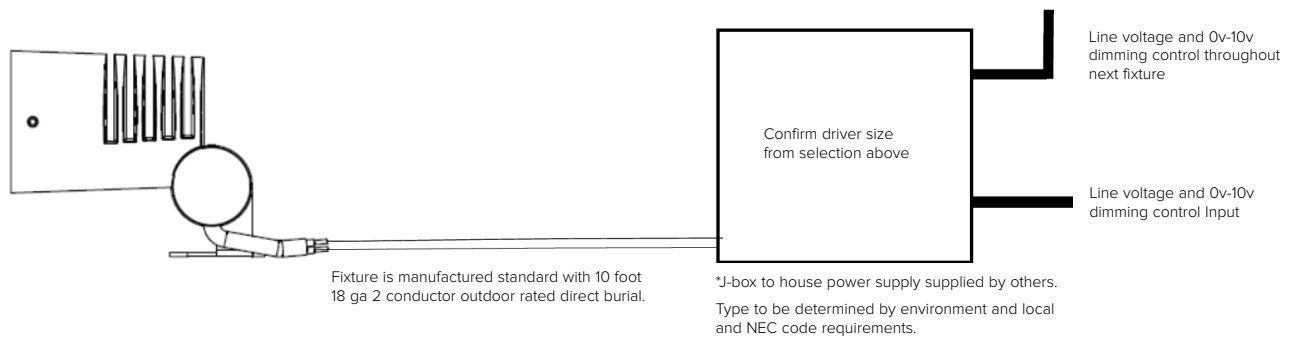 Line voltage and 0v-10v
dimming control throughout
next fixture
Confirm driver size
from selection above
Line voltage and 0v-10v
dimming control Input
Fixture is manufactured standard with 10 foot
18 ga 2 conductor outdoor rated direct burial.
*J-box to house power supply supplied by others.
Type to be determined by environment and local
and NEC code requirements.